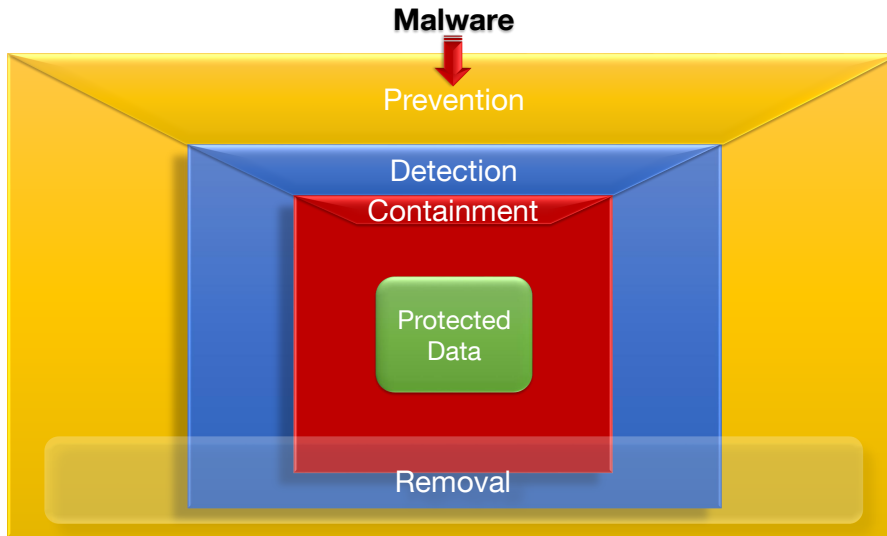 Malware
Prevention
Detection
Containment
Protected
Data
Removal